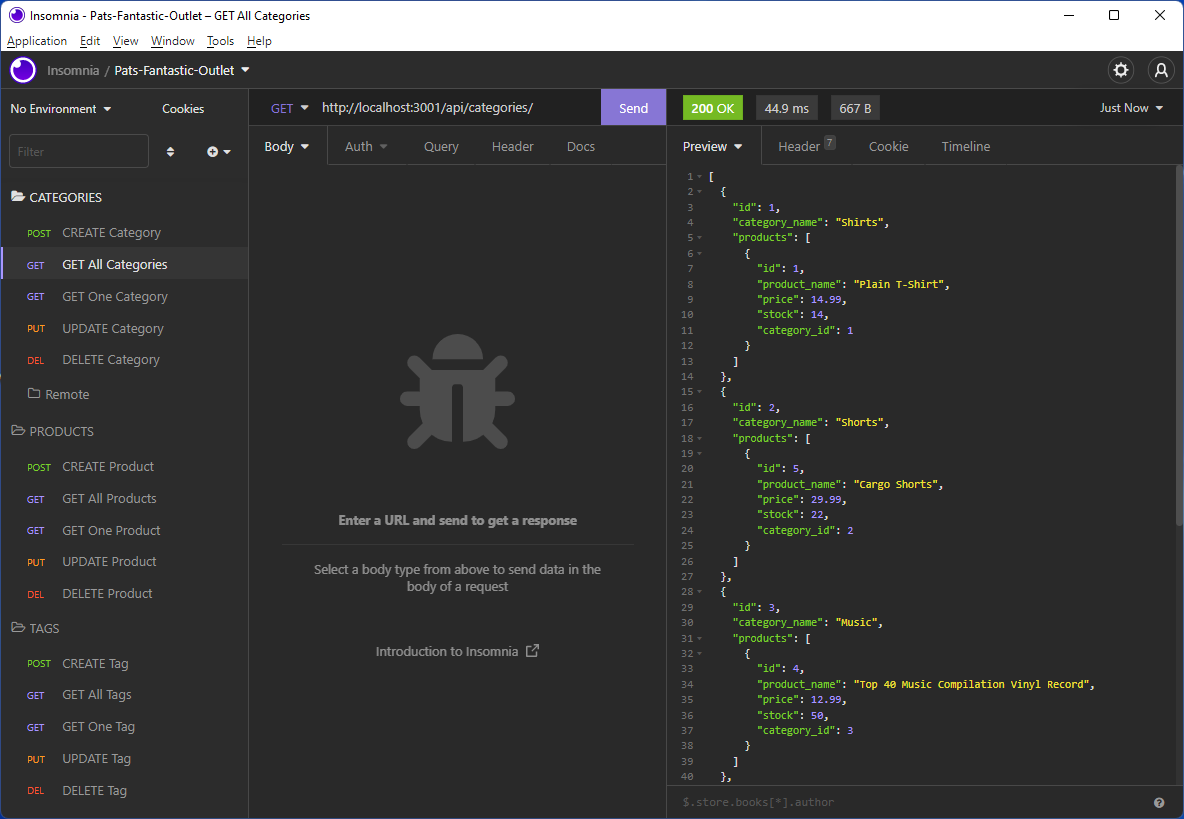 Insomnia - Pats-Fantastic-Outlet – GET All Categories
Application Edit View Window Tools Help
Insomnia / Pats-Fantastic-Outlet
No Environment Cookies
Filter
CATEGORIES
POST CREATE Category
GET GET All Categories
GET GET One Category
PUT UPDATE Category
DEL DELETE Category
Remote
PRODUCTS
POST CREATE Product
GET GET All Products
GET GET One Product
PUT UPDATE Product
DEL DELETE Product
TAGS
POST CREATE Tag
GET GET All Tags
GET GET One Tag
PUT UPDATE Tag
DEL DELETE Tag
GET http://localhost:3001/api/categories/ Send
Body Auth Query Header Docs
Enter a URL and send to get a response
Select a body type from above to send data in the
body of a request
Introduction to Insomnia
200 OK 44.9 ms 667 B Just Now
Preview Header 7 Cookie Timeline
1 [
2 {
3 "id": 1,
4 "category_name": "Shirts",
5 "products": [
6 {
7 "id": 1,
8 "product_name": "Plain T-Shirt",
9 "price": 14.99,
10 "stock": 14,
11 "category_id": 1
12 }
13 ]
14 },
15 {
16 "id": 2,
17 "category_name": "Shorts",
18 "products": [
19 {
20 "id": 5,
21 "product_name": "Cargo Shorts",
22 "price": 29.99,
23 "stock": 22,
24 "category_id": 2
25 }
26 ]
27 },
28 {
29 "id": 3,
30 "category_name": "Music",
31 "products": [
32 {
33 "id": 4,
34 "product_name": "Top 40 Music Compilation Vinyl Record",
35 "price": 12.99,
36 "stock": 50,
37 "category_id": 3
38 }
39 ]
40 },
$.store.books[*].author